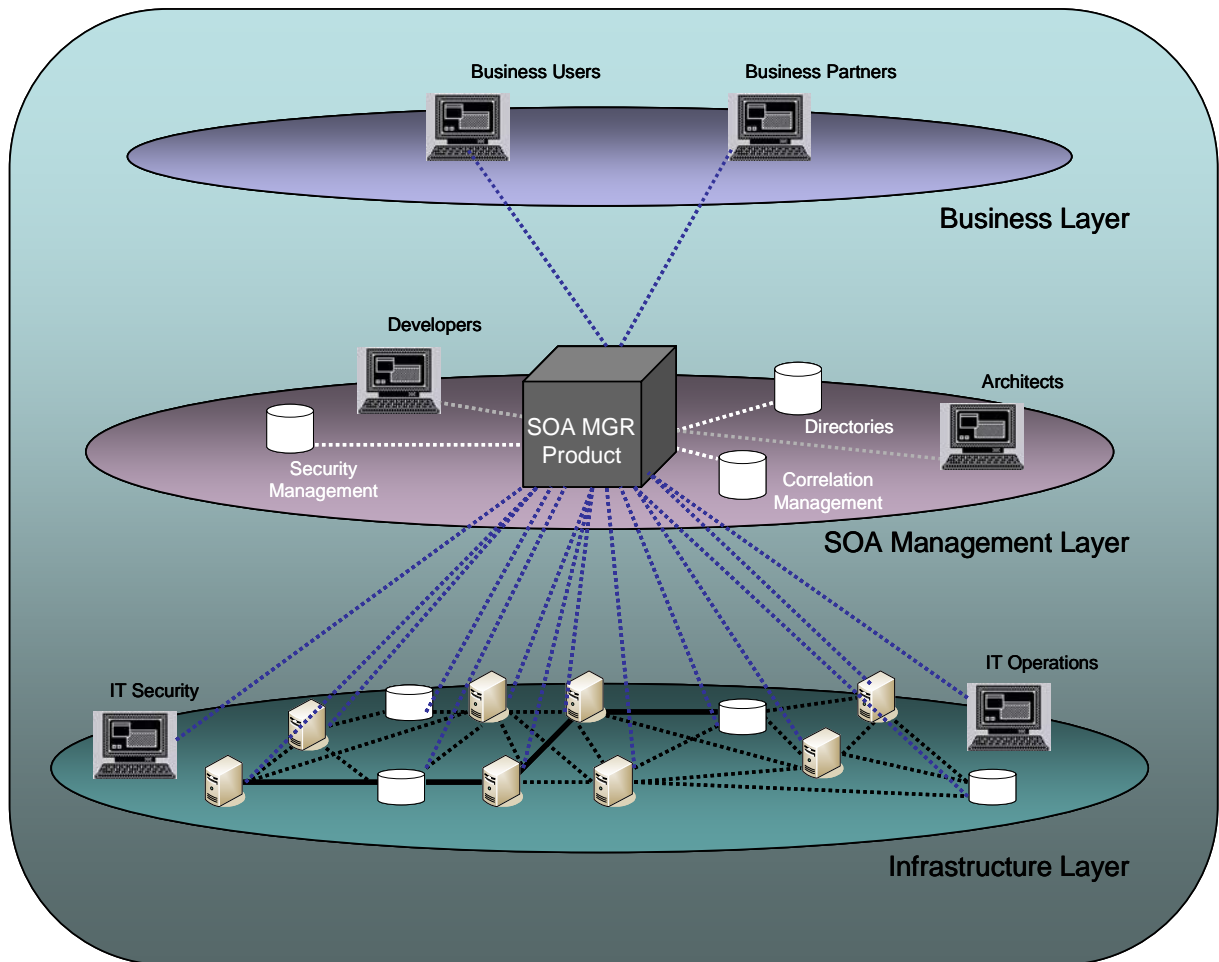 Business Users
Business Partners
Business Layer
Developers
Architects
SOA MGR
Product
Directories
Security
Management
Correlation
Management
SOA Management Layer
IT Operations
IT Security
Infrastructure Layer